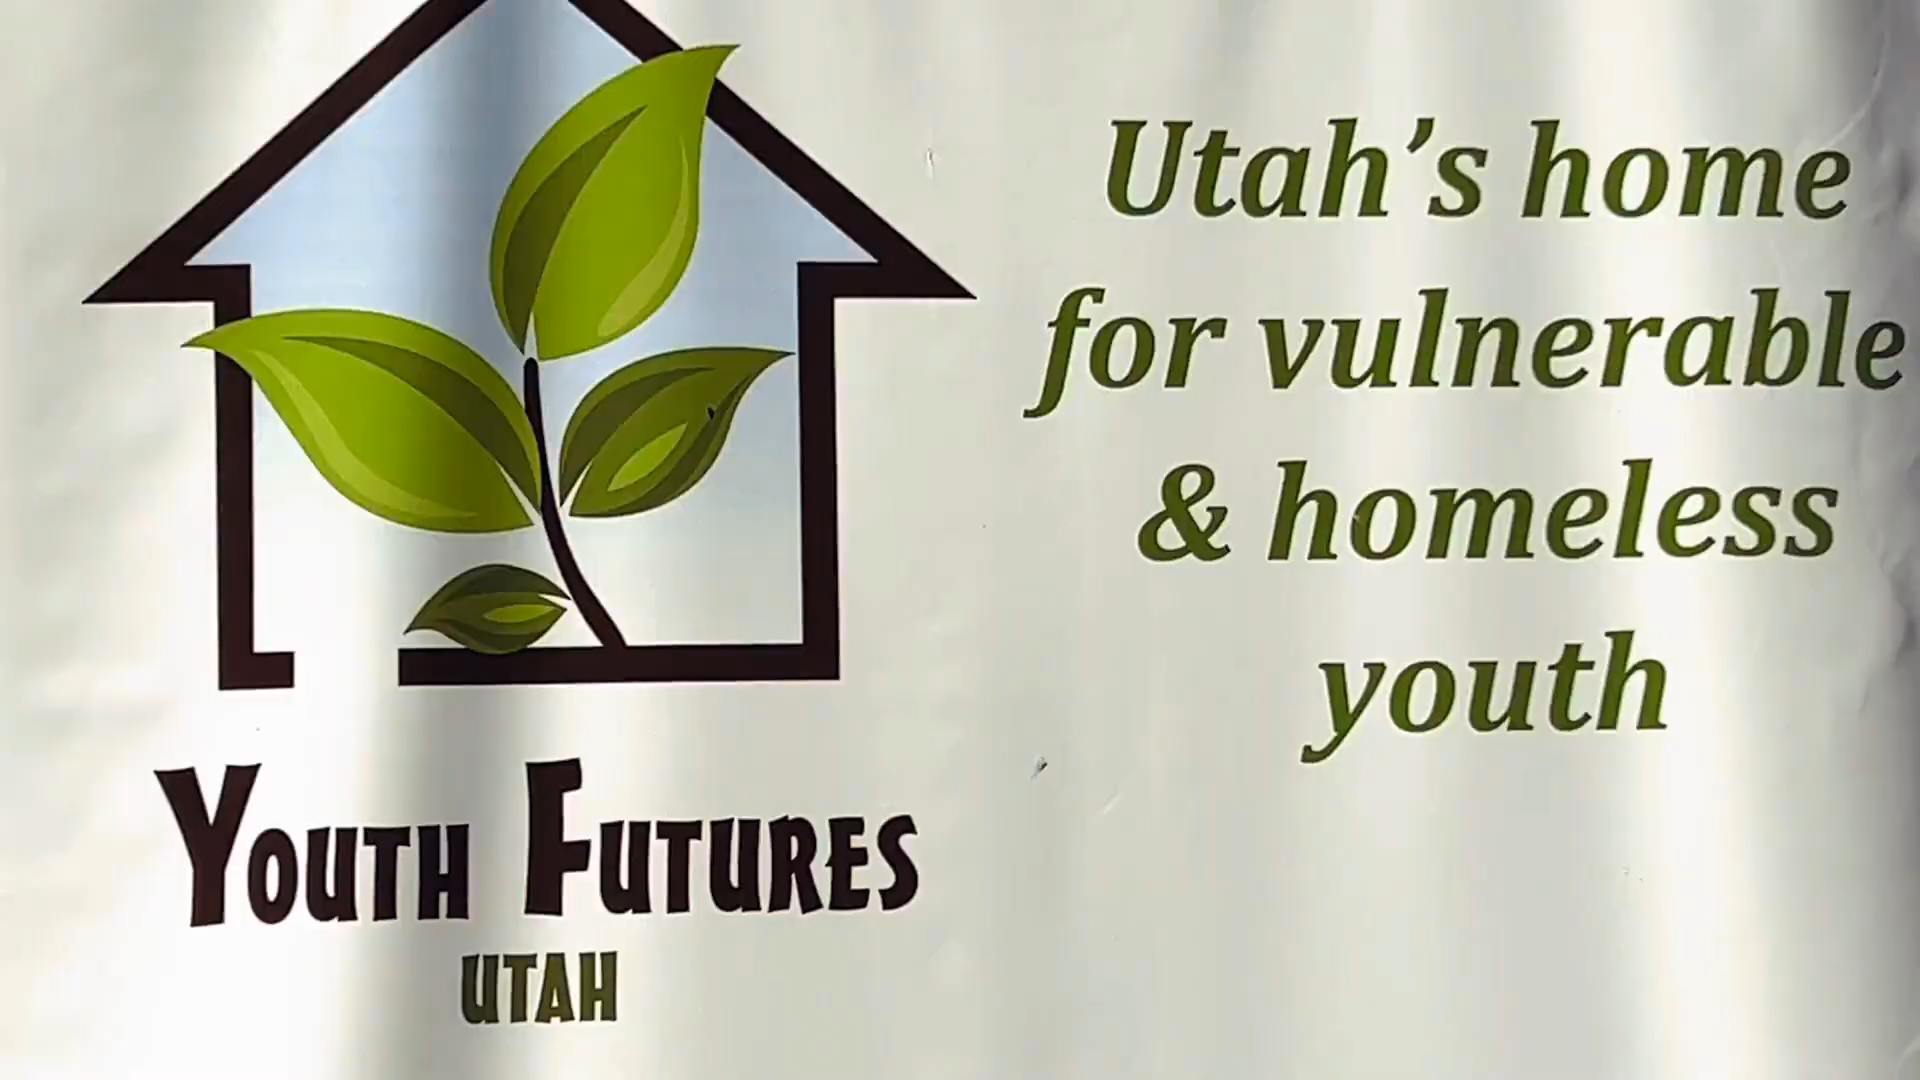 Utah's home
for vulnerable
& homeless
youth
YOUTH FUTURES
UTAH